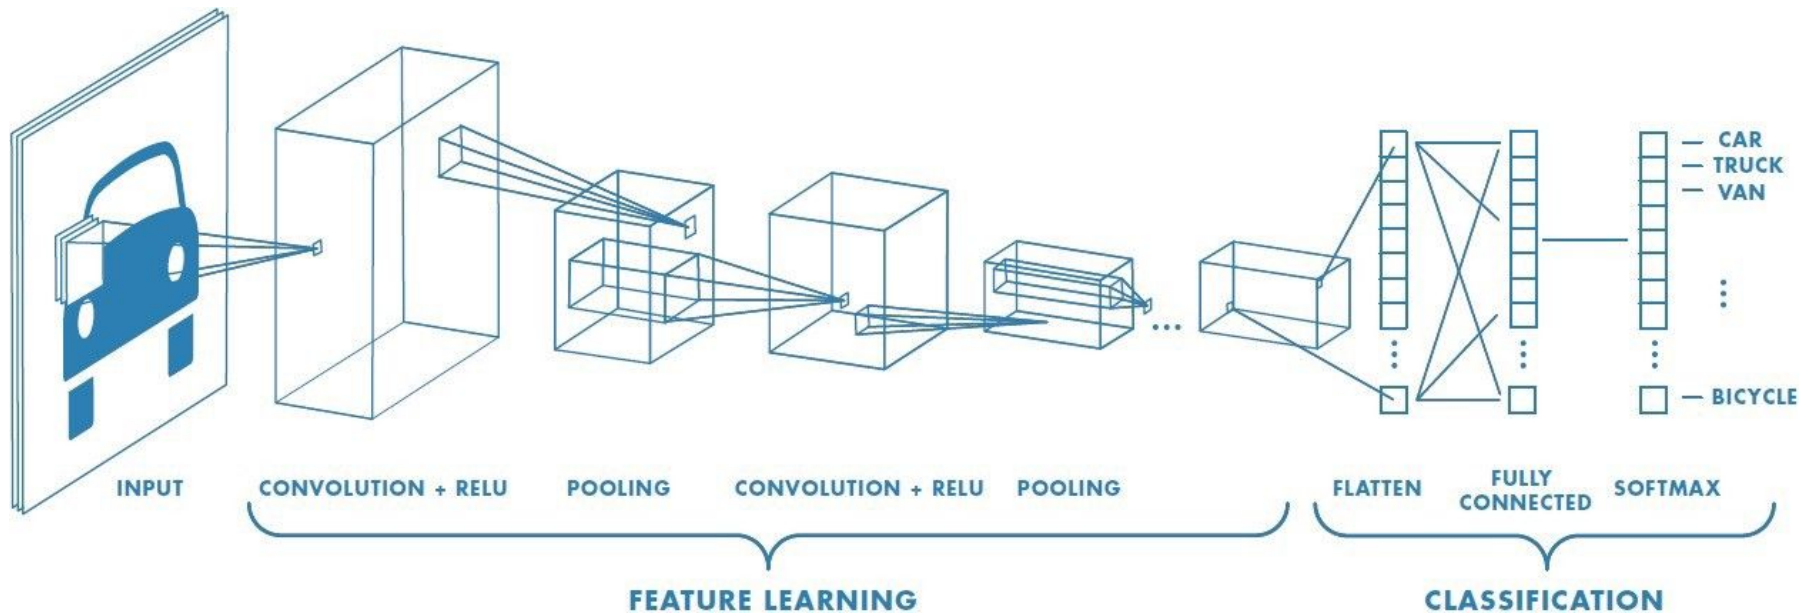 CAR
TRUCK
VAN
BICYCLE
INPUT
CONVOLUTION + RELU
POOLING
CONVOLUTION + RELU
POOLING
FLATTEN
FULLY
CONNECTED
SOFTMAX
FEATURE LEARNING
CLASSIFICATION